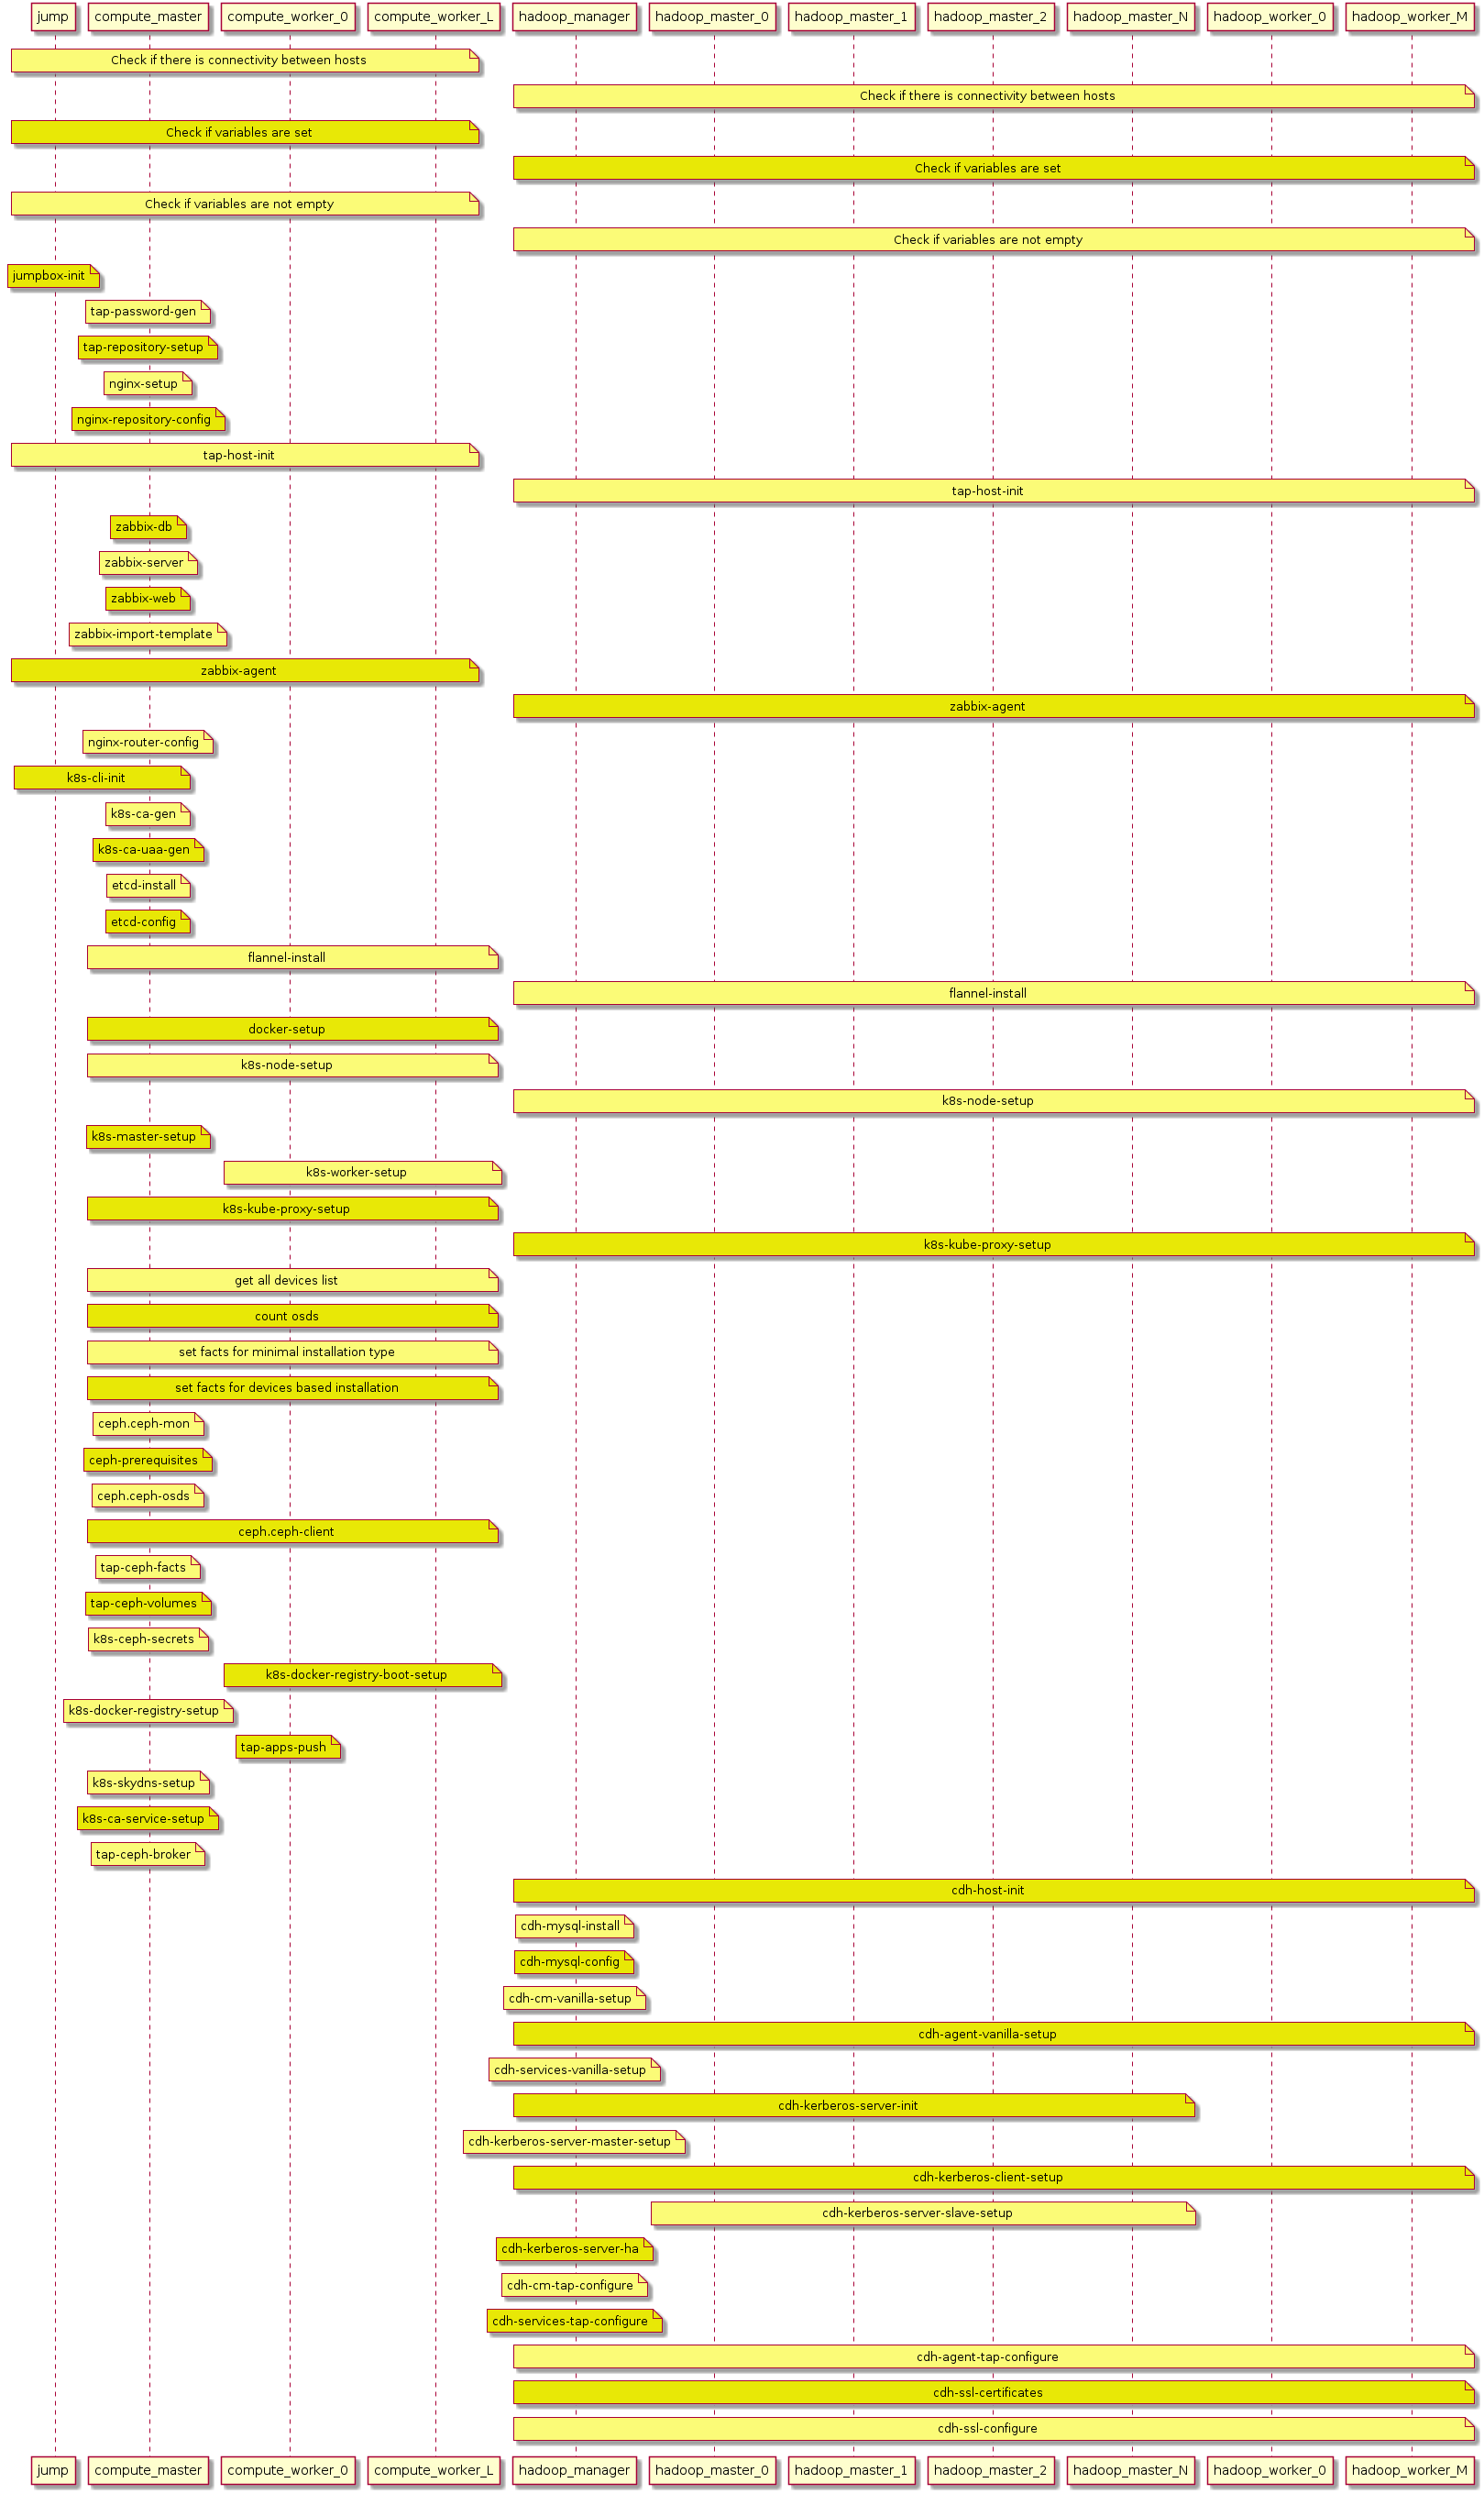 jump compute_master compute_worker_0 compute_worker_L hadoop_manager hadoop_master_0 hadoop_master_1 hadoop_master_2 hadoop_master_N hadoop_worker_0 hadoop_worker_M
Check if there is connectivity between hosts
Check if there is connectivity between hosts
Check if variables are set
Check if variables are set
Check if variables are not empty
Check if variables are not empty
jumpbox-init
tap-password-gen
tap-repository-setup
nginx-setup
nginx-repository-config
tap-host-init
tap-host-init
zabbix-db
zabbix-server
zabbix-web
zabbix-import-template
zabbix-agent
zabbix-agent
nginx-router-config
k8s-cli-init
k8s-ca-gen
k8s-ca-uaa-gen
etcd-install
etcd-config
flannel-install
flannel-install
docker-setup
k8s-node-setup
k8s-node-setup
k8s-master-setup
k8s-worker-setup
k8s-kube-proxy-setup
k8s-kube-proxy-setup
get all devices list
count osds
set facts for minimal installation type
set facts for devices based installation
ceph.ceph-mon
ceph-prerequisites
ceph.ceph-osds
ceph.ceph-client
tap-ceph-facts
tap-ceph-volumes
k8s-ceph-secrets
k8s-docker-registry-boot-setup
k8s-docker-registry-setup
tap-apps-push
k8s-skydns-setup
k8s-ca-service-setup
tap-ceph-broker
cdh-host-init
cdh-mysql-install
cdh-mysql-config
cdh-cm-vanilla-setup
cdh-agent-vanilla-setup
cdh-services-vanilla-setup
cdh-kerberos-server-init
cdh-kerberos-server-master-setup
cdh-kerberos-client-setup
cdh-kerberos-server-slave-setup
cdh-kerberos-server-ha
cdh-cm-tap-configure
cdh-services-tap-configure
cdh-agent-tap-configure
cdh-ssl-certificates
cdh-ssl-configure
jump compute_master compute_worker_0 compute_worker_L hadoop_manager hadoop_master_0 hadoop_master_1 hadoop_master_2 hadoop_master_N hadoop_worker_0 hadoop_worker_M